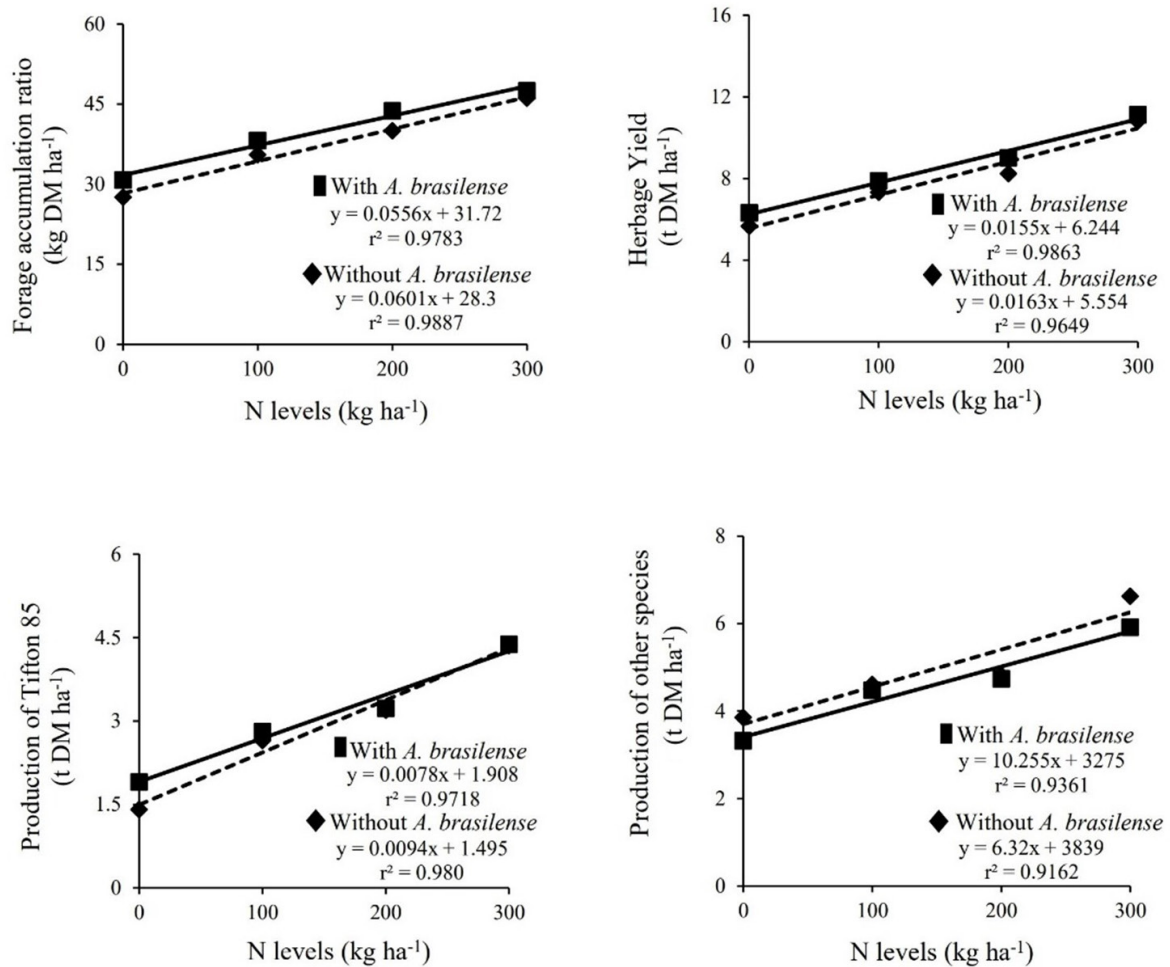 Forage accumulation ratio
(kg DM ha⁻¹)
60
45
30
15
0
With A. brasilense
y = 0.0556x + 31.72
r² = 0.9783
Without A. brasilense
y = 0.0601x + 28.3
r² = 0.9887
0 100 200 300
N levels (kg ha⁻¹)
Herbage Yield
(t DM ha⁻¹)
16
12
8
4
0
With A. brasilense
y = 0.0155x + 6.244
r² = 0.9863
Without A. brasilense
y = 0.0163x + 5.554
r² = 0.9649
0 100 200 300
N levels (kg ha⁻¹)
Production of Tifton 85
(t DM ha⁻¹)
6
4.5
3
1.5
0
With A. brasilense
y = 0.0078x + 1.908
r² = 0.9718
Without A. brasilense
y = 0.0094x + 1.495
r² = 0.980
0 100 200 300
N levels (kg ha⁻¹)
Production of other species
(t DM ha⁻¹)
8
6
4
2
0
With A. brasilense
y = 10.255x + 3275
r² = 0.9361
Without A. brasilense
y = 6.32x + 3839
r² = 0.9162
0 100 200 300
N levels (kg ha⁻¹)